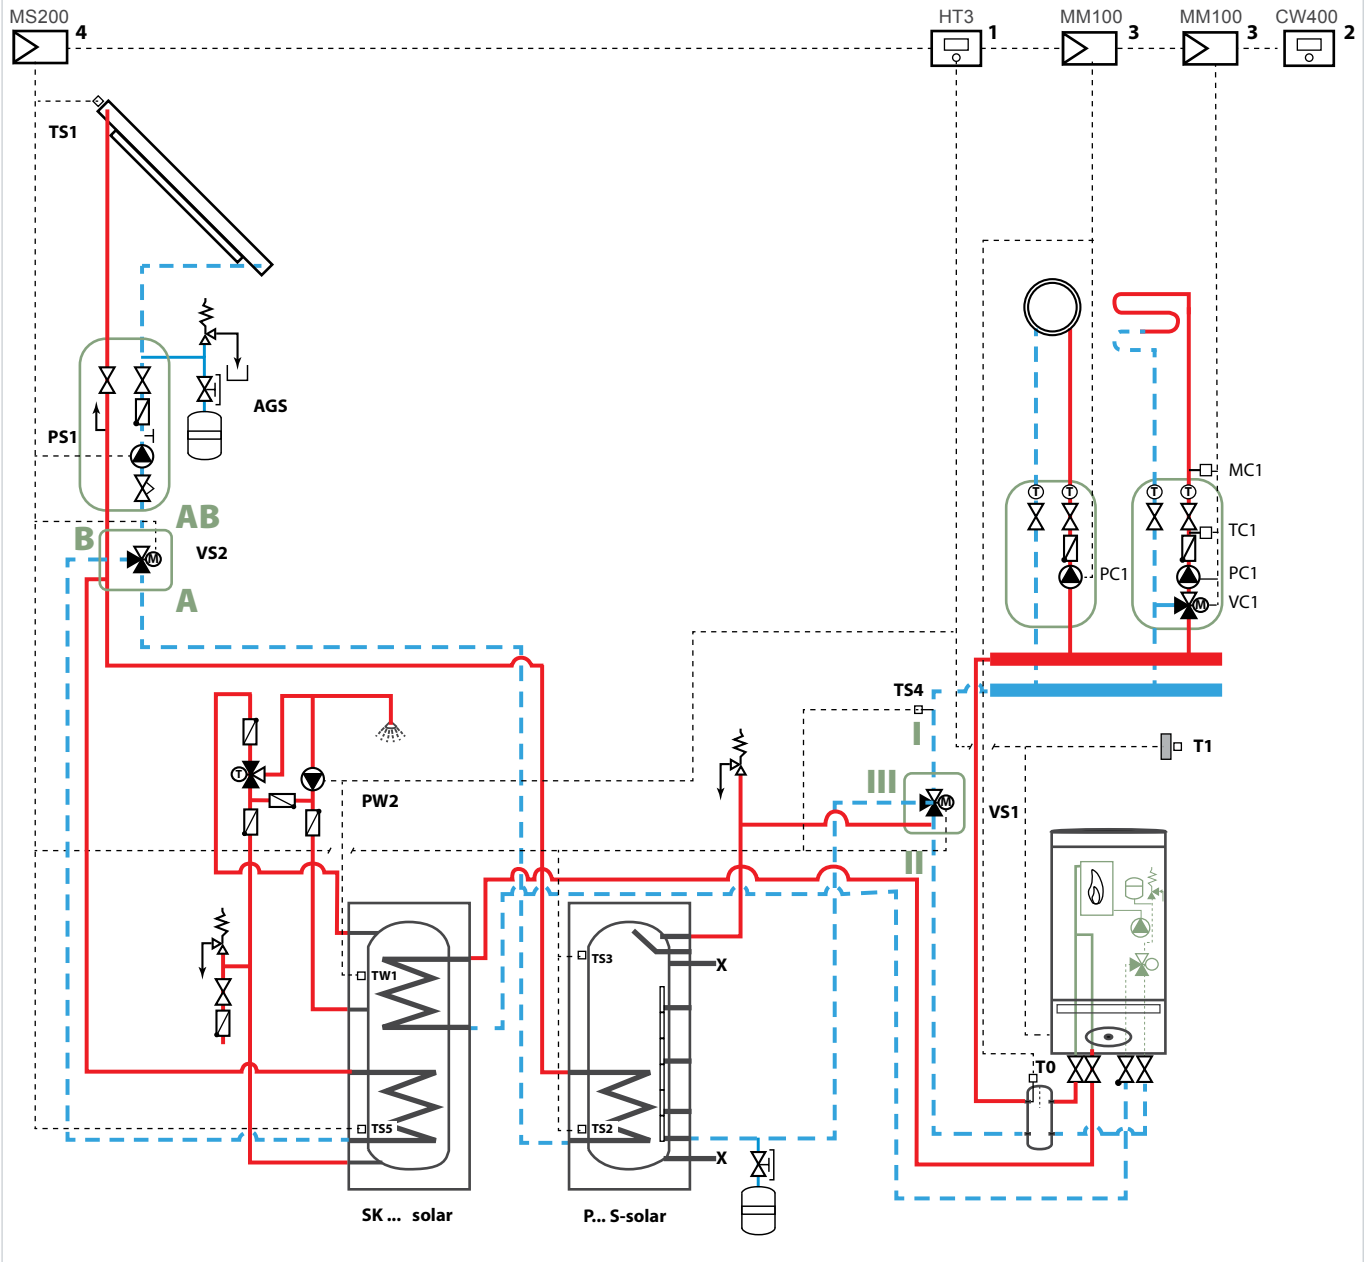 MS200 4
HT3 1
MM100 3
MM100 3
CW400 2
TS1
AGS
PS1
MC1
AB
B
VS2
TC1
PC1
PC1
A
VC1
TS4
I
T1
T
T
T
T
M
M
T
III
M
PW2
VS1
II
TS3
X
TW1
T0
TS5
TS2
X
SK ... solar
P... S-solar